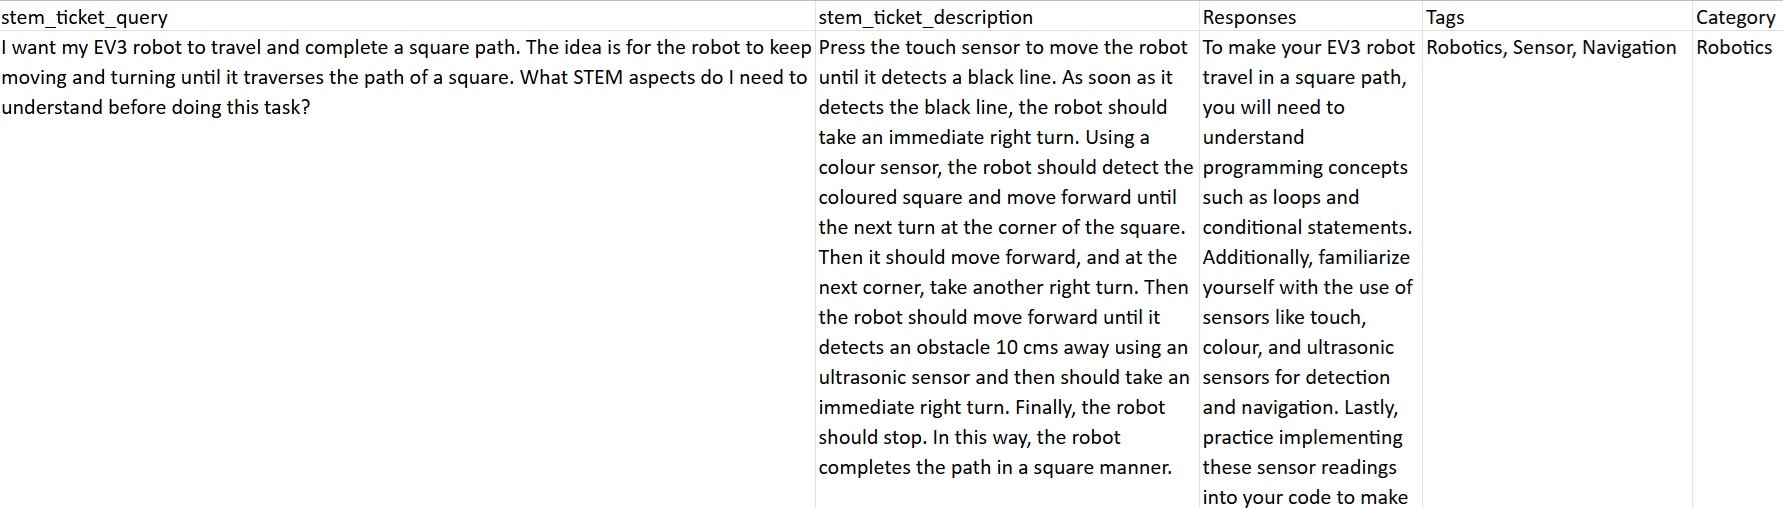 stem_ticket_query
stem_ticket_description
Responses
Tags
Category
I want my EV3 robot to travel and complete a square path. The idea is for the robot to keep
moving and turning until it traverses the path of a square. What STEM aspects do I need to
understand before doing this task?
Press the touch sensor to move the robot
until it detects a black line. As soon as it
detects the black line, the robot should
take an immediate right turn. Using a
colour sensor, the robot should detect the
coloured square and move forward until
the next turn at the corner of the square.
Then it should move forward, and at the
next corner, take another right turn. Then
the robot should move forward until it
detects an obstacle 10 cms away using an
ultrasonic sensor and then should take an
immediate right turn. Finally, the robot
should stop. In this way, the robot
completes the path in a square manner.
To make your EV3 robot
travel in a square path,
you will need to
understand
programming concepts
such as loops and
conditional statements.
Additionally, familiarize
yourself with the use of
sensors like touch,
colour, and ultrasonic
sensors for detection
and navigation. Lastly,
practice implementing
these sensor readings
into your code to make
Robotics, Sensor, Navigation
Robotics